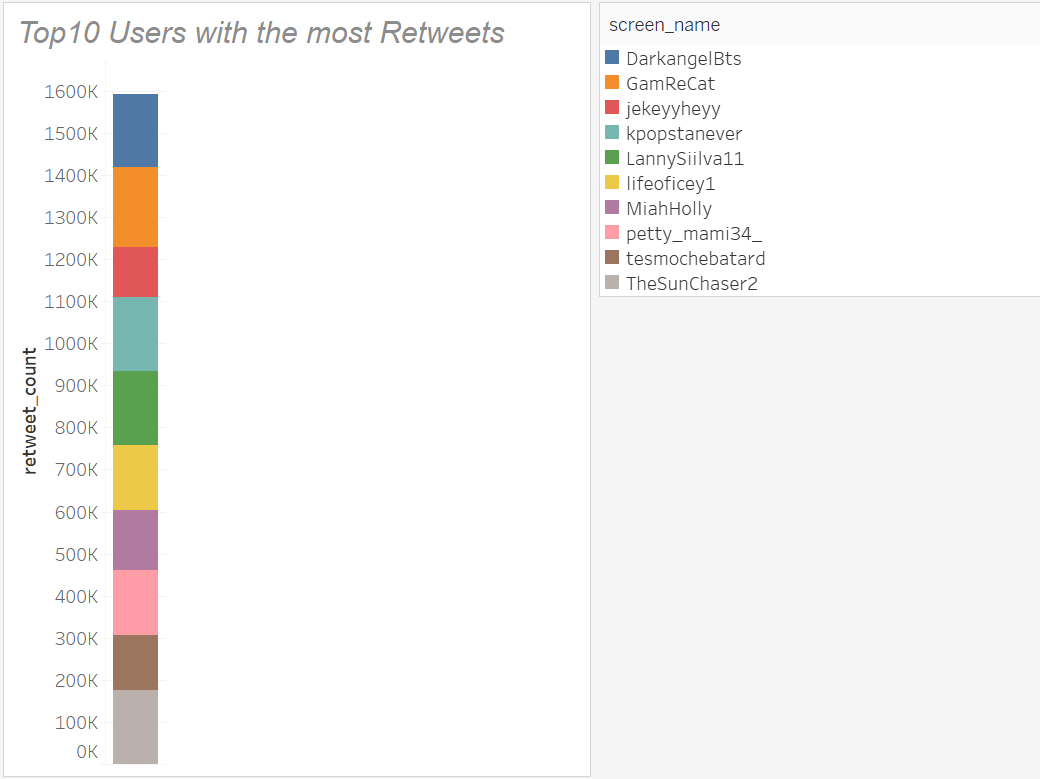 Top10 Users with the most Retweets
1600K
1500K
1400K
1300K
1200K
1100K
1000K
900K
800K
700K
600K
500K
400K
300K
200K
100K
0K
retweet_count
screen_name
DarkangelBts
GamReCat
jekeyyheyy
kpopstanever
LannySiilva11
lifeoficey1
MiahHolly
petty_mami34_
tesmochebatard
TheSunChaser2